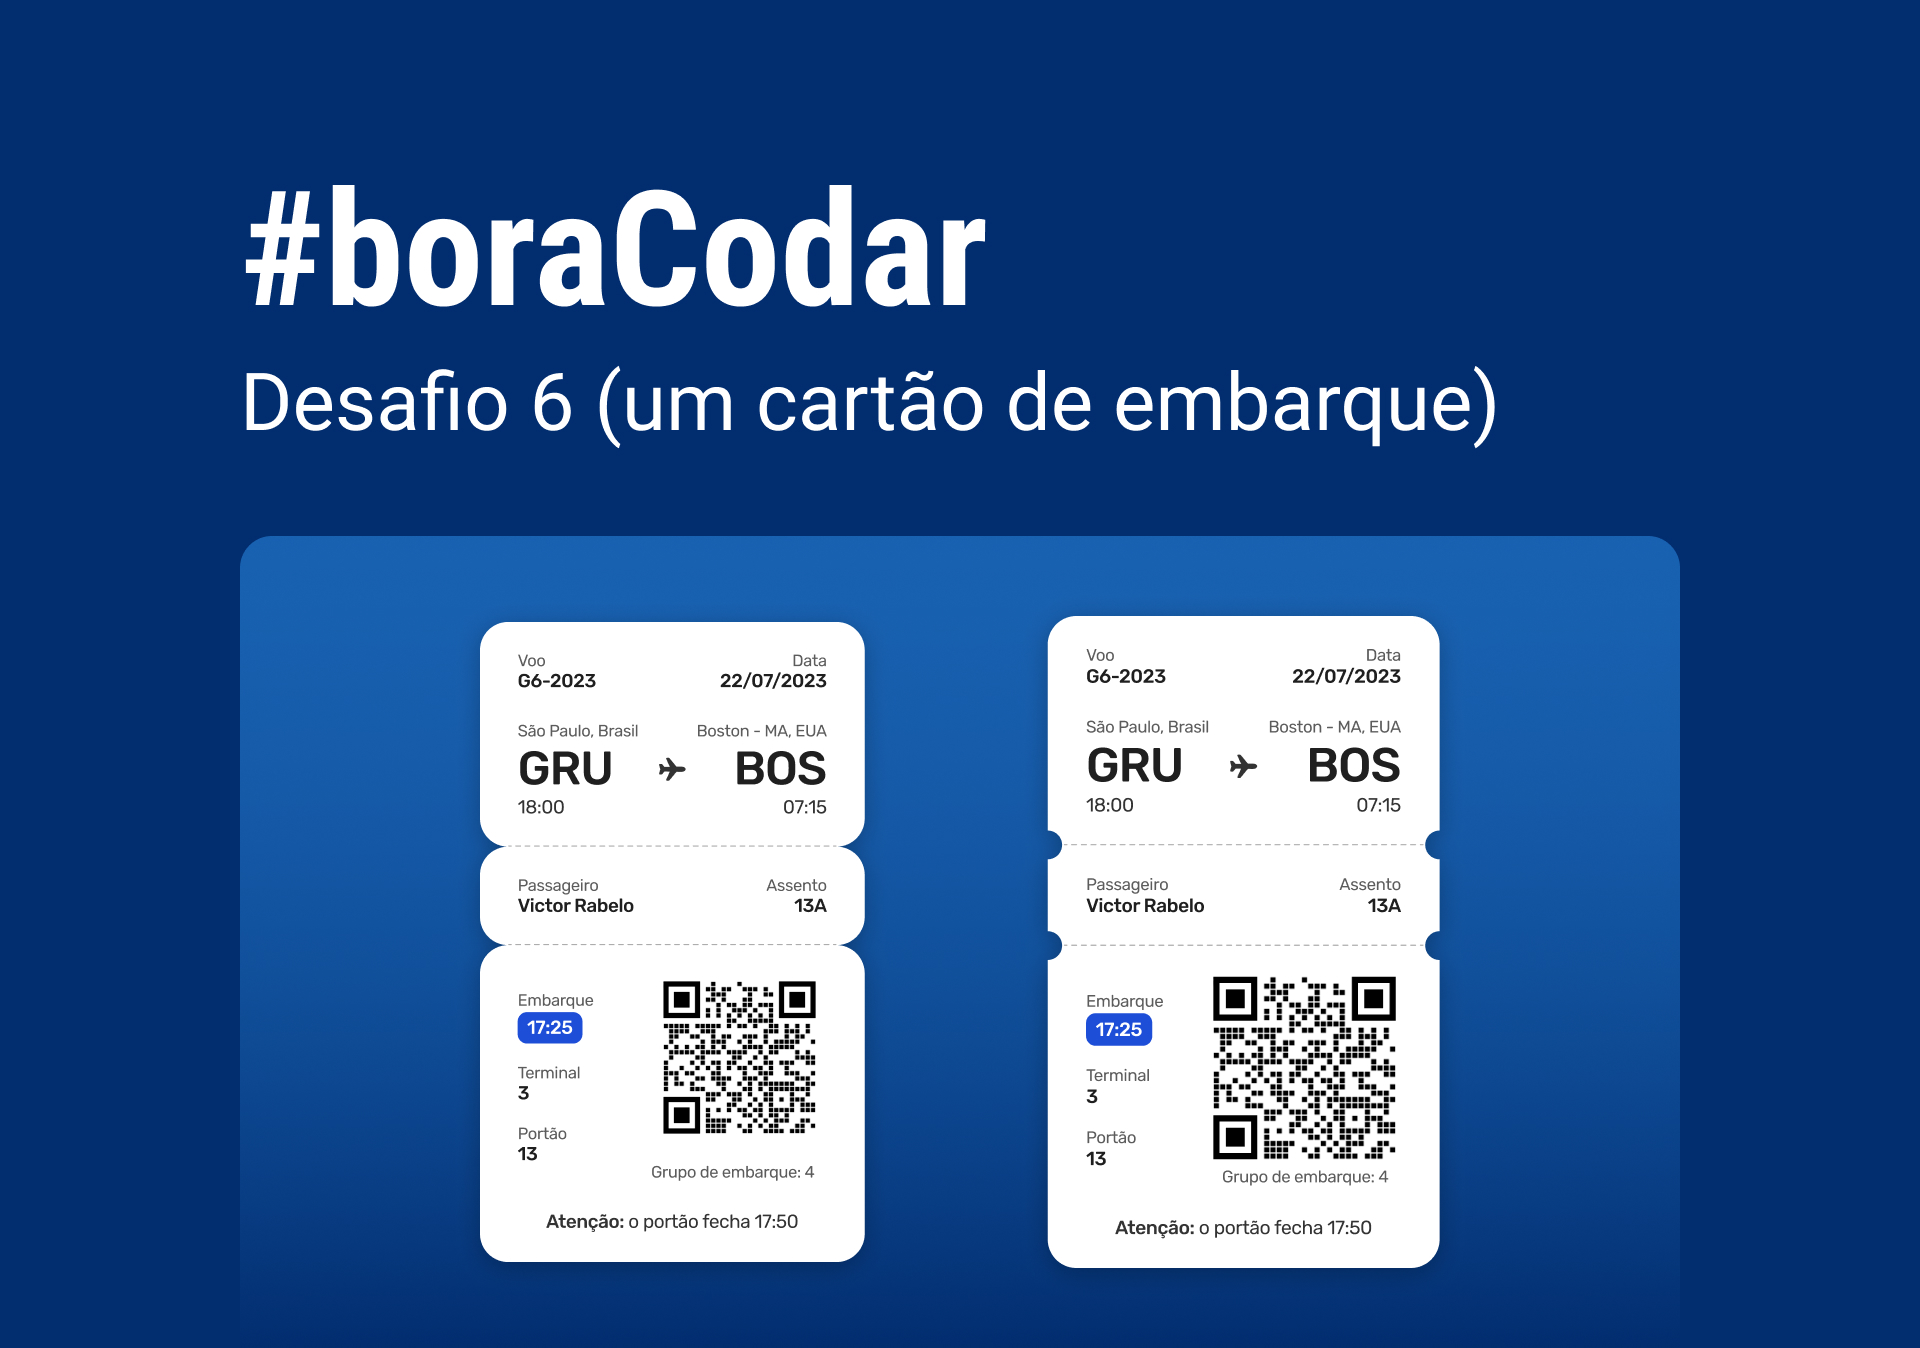 #boraCodar
Desafio 6 (um cartão de embarque)
Voo Data
G6-2023 22/07/2023
São Paulo, Brasil Boston - MA, EUA
GRU BOS
18:00 07:15
Passageiro Assento
Victor Rabelo 13A
Embarque
17:25
Terminal
3
Portão
13
Grupo de embarque: 4
Atenção: o portão fecha 17:50
Voo Data
G6-2023 22/07/2023
São Paulo, Brasil Boston - MA, EUA
GRU BOS
18:00 07:15
Passageiro Assento
Victor Rabelo 13A
Embarque
17:25
Terminal
3
Portão
13
Grupo de embarque: 4
Atenção: o portão fecha 17:50